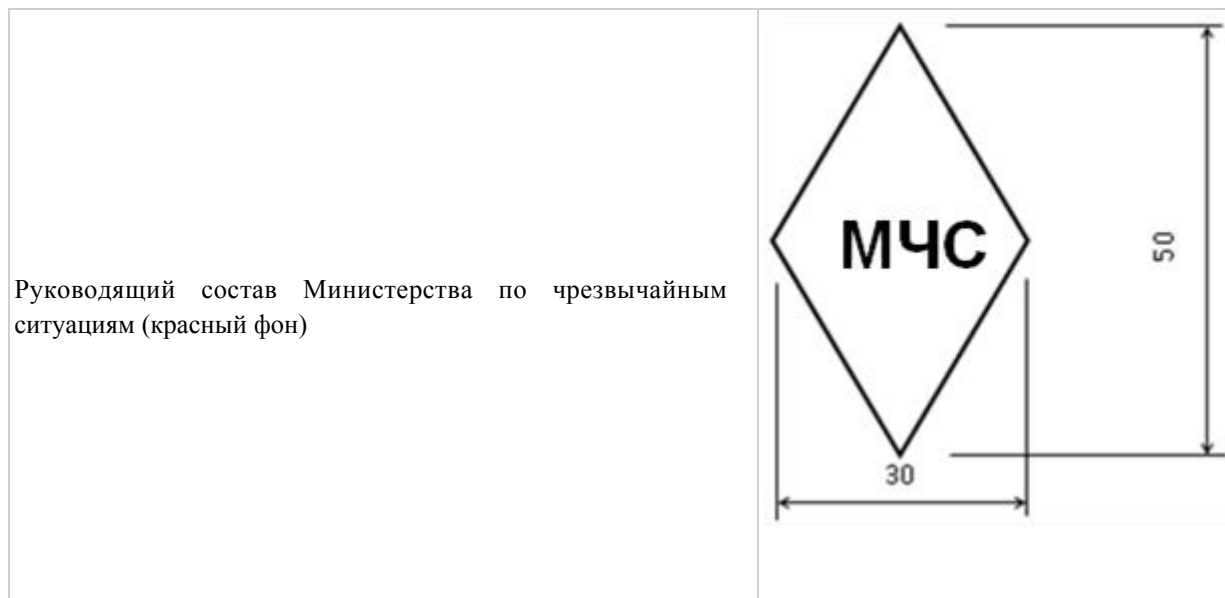 Руководящий состав Министерства по чрезвычайным
ситуациям (красный фон)
МЧС
50
30